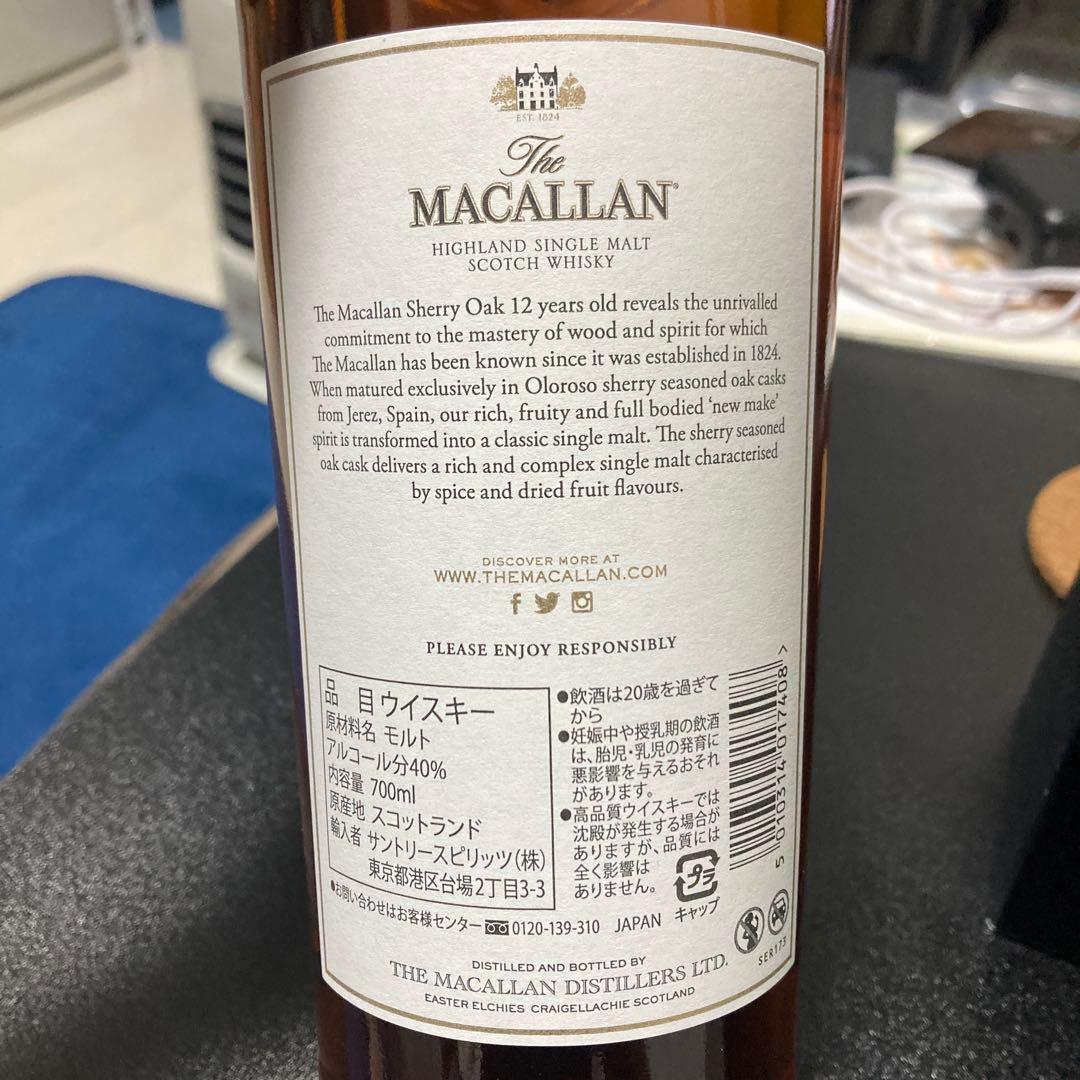 EST. 1824
The
MACALLAN
HIGHLAND SINGLE MALT
SCOTCH WHISKY
The Macallan Sherry Oak 12 years old reveals the unrivalled
commitment to the mastery of wood and spirit for which
The Macallan has been known since it was established in 1824.
When matured exclusively in Oloroso sherry seasoned oak casks
from Jerez, Spain, our rich, fruity and full bodied ‘new make’
spirit is transformed into a classic single malt. The sherry seasoned
oak cask delivers a rich and complex single malt characterised
by spice and dried fruit flavours.
DISCOVER MORE AT
WWW.THEMACALLAN.COM
PLEASE ENJOY RESPONSIBLY
品 目 ウイスキー
原材料名 モルト
アルコール分40%
内容量 700ml
原産地 スコットランド
輸入者 サントリースピリッツ(株)
東京都港区台場2丁目3-3
●お問い合わせはお客様センター 0120-139-310 JAPAN
●飲酒は20歳を過ぎて
から
●妊娠中や授乳期の飲酒
は、胎児・乳児の発育に
悪影響を与えるおそれ
があります。
●高品質ウイスキーでは
沈殿が発生する場合が
ありますが、品質には
全く影響は
ありません。
プラ
キャップ
5 010314 017408 >
SER173
DISTILLED AND BOTTLED BY
THE MACALLAN DISTILLERS LTD.
EASTER ELCHIES CRAIGELLACHIE SCOTLAND